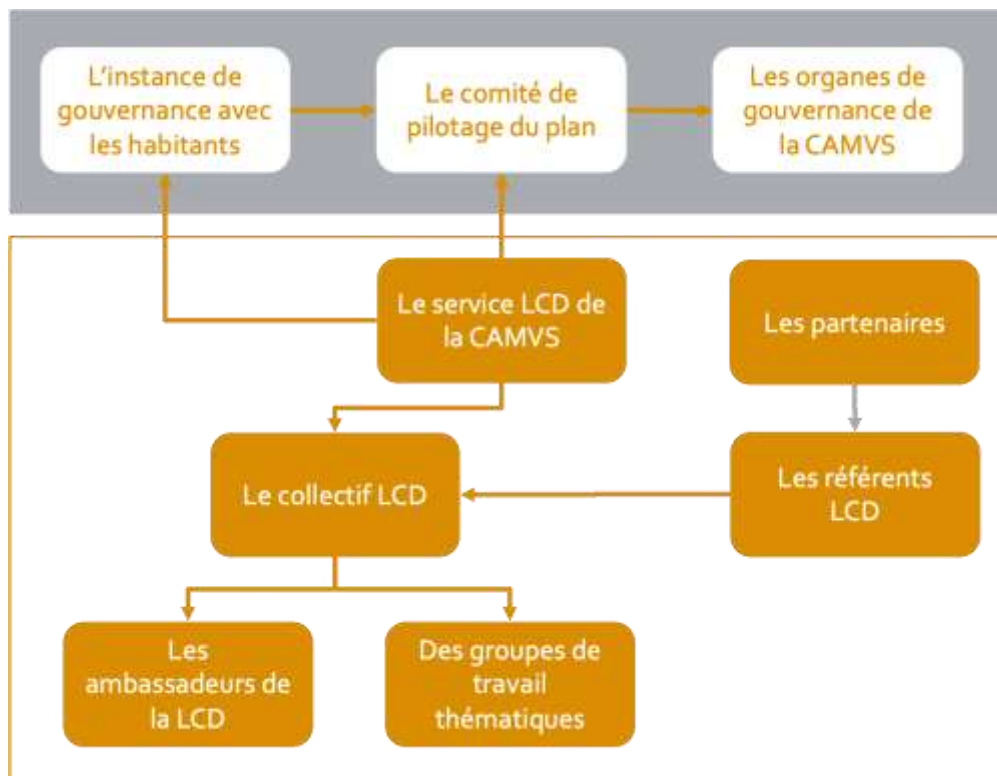 L'instance de
gouvernance avec
les habitants
Le comité de
pilotage du plan
Les organes de
gouvernance de
la CAMVS
Le service LCD de
la CAMVS
Les partenaires
Le collectif LCD
Les référents
LCD
Les
ambassadeurs de
la LCD
Des groupes de
travail
thématiques